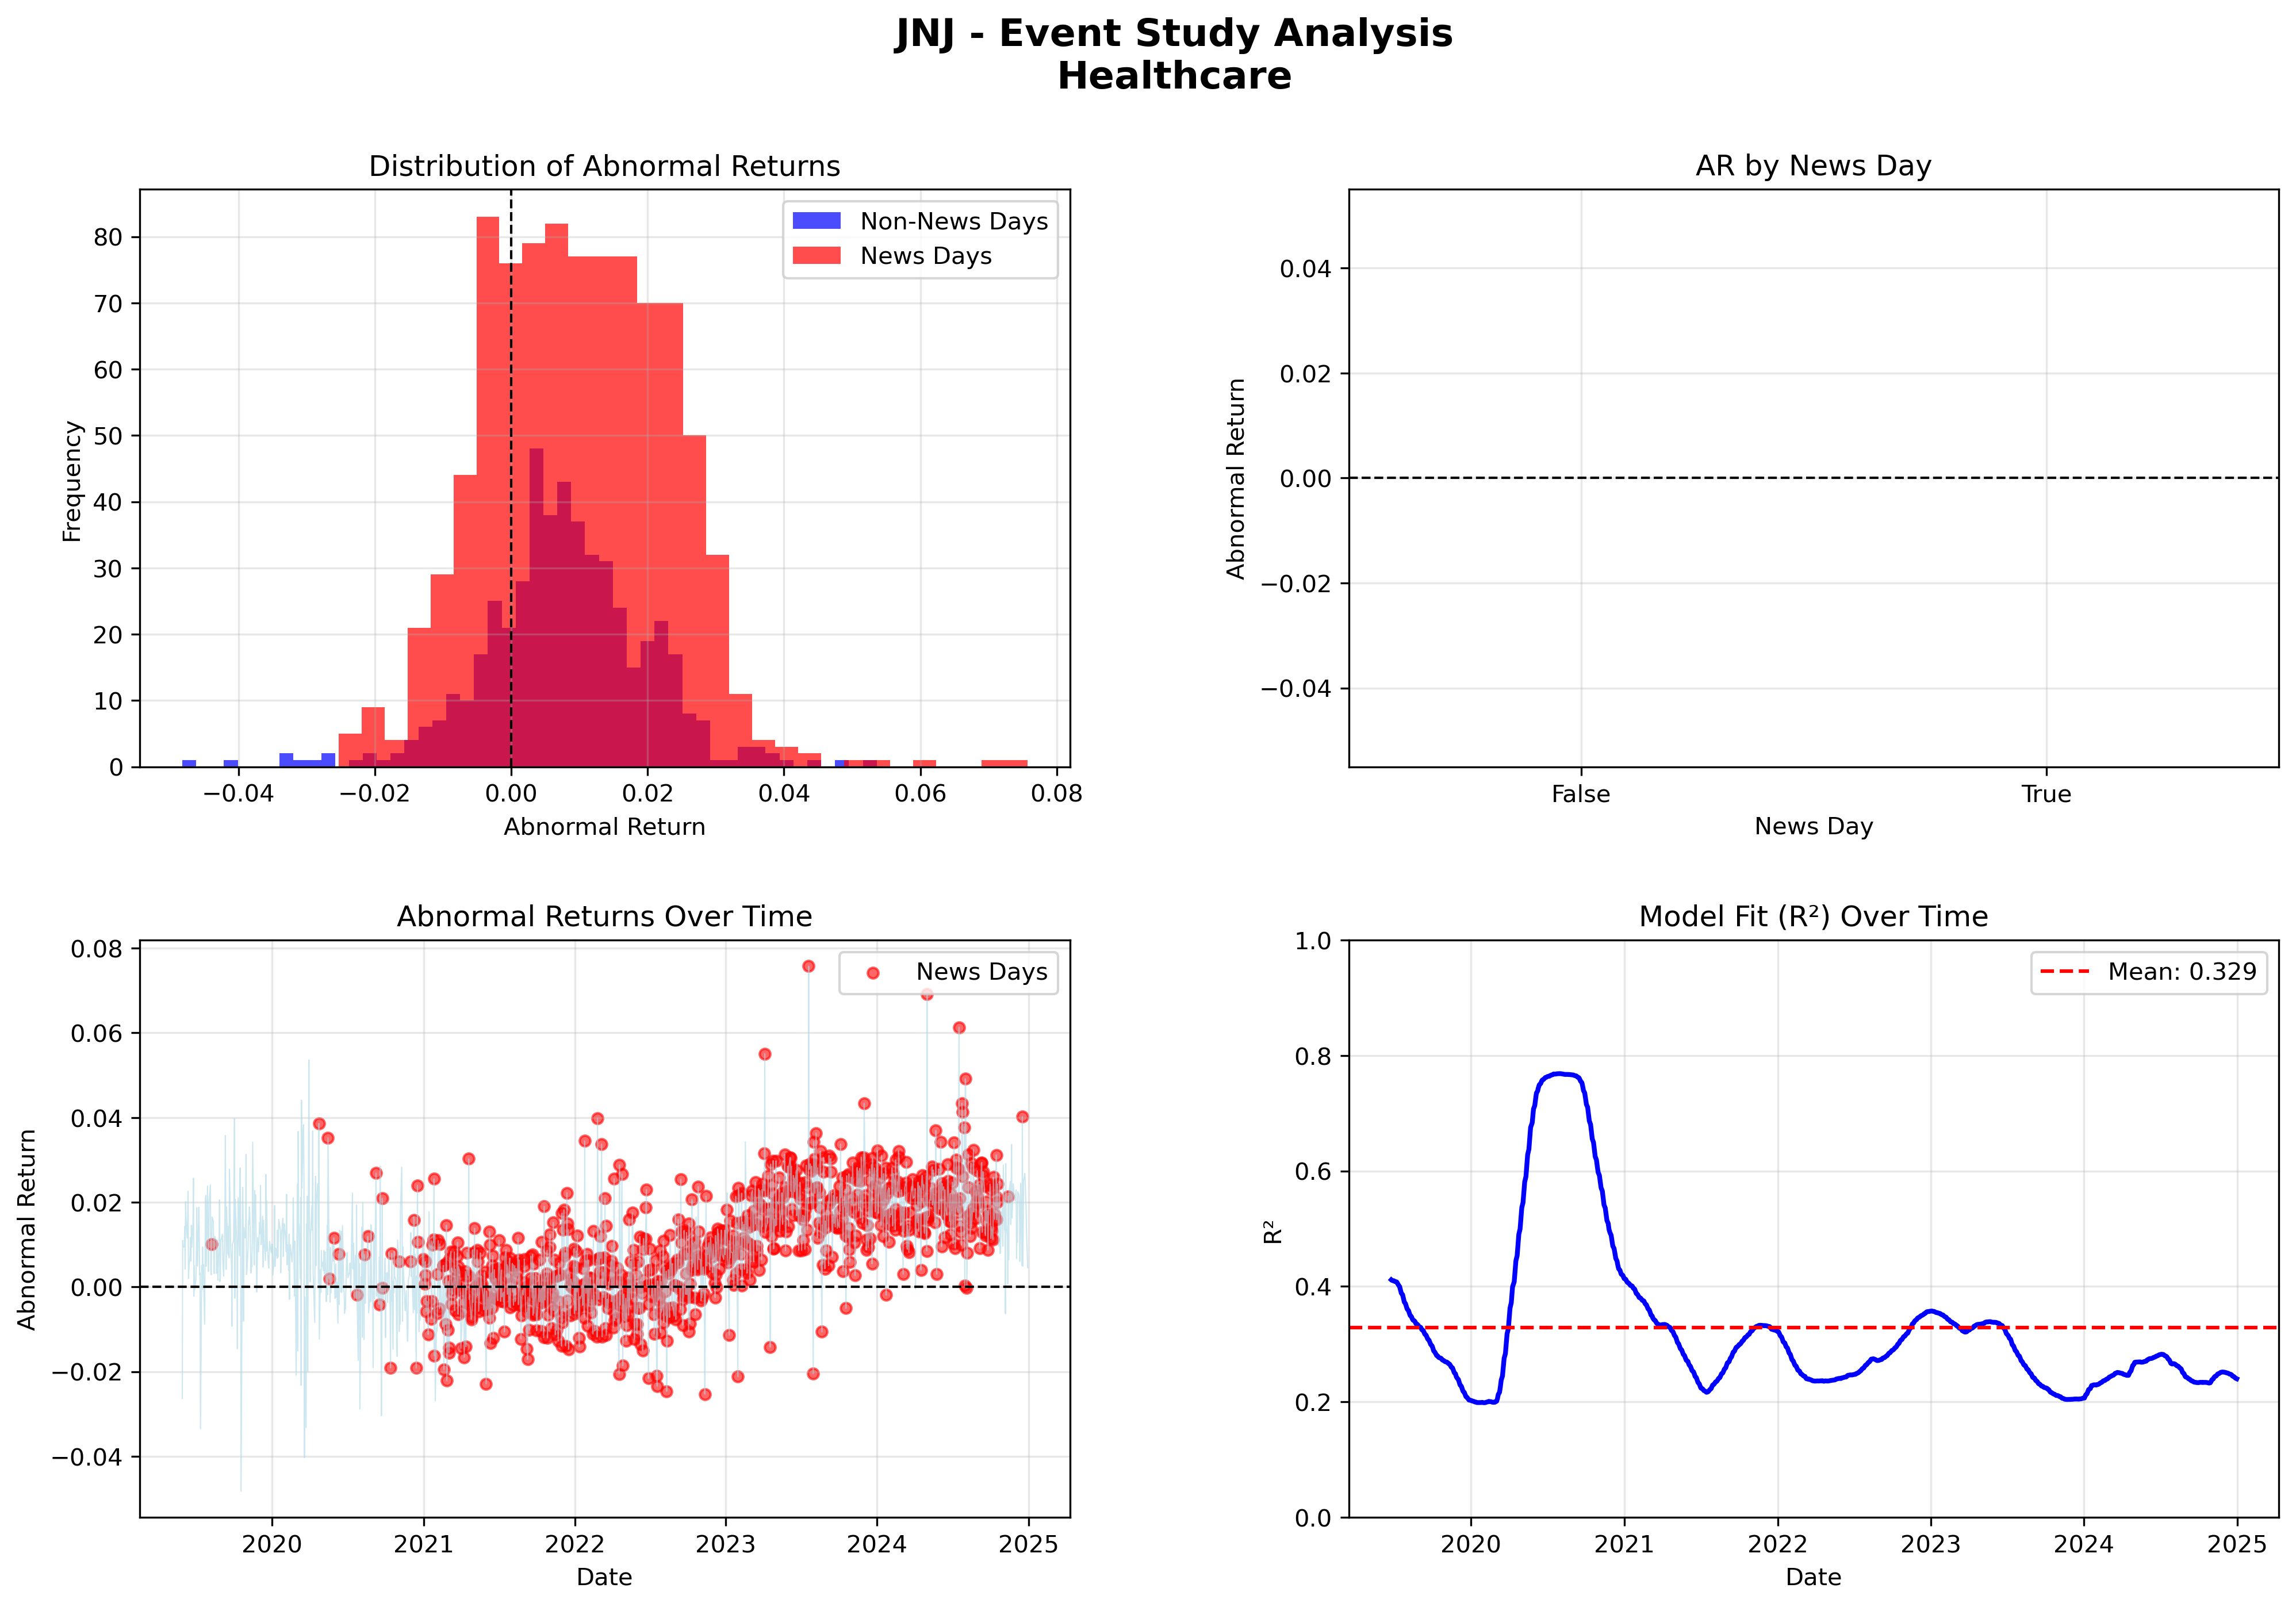 JNJ - Event Study Analysis
Healthcare
Distribution of Abnormal Returns
Non-News Days
News Days
80
70
60
50
40
30
20
10
0
Frequency
−0.04 −0.02 0.00 0.02 0.04 0.06 0.08
Abnormal Return
AR by News Day
0.04
0.02
0.00
−0.02
−0.04
Abnormal Return
False True
News Day
Abnormal Returns Over Time
News Days
0.08
0.06
0.04
0.02
0.00
−0.02
−0.04
Abnormal Return
2020 2021 2022 2023 2024 2025
Date
Model Fit (R²) Over Time
Mean: 0.329
1.0
0.8
0.6
0.4
0.2
0.0
R²
2020 2021 2022 2023 2024 2025
Date